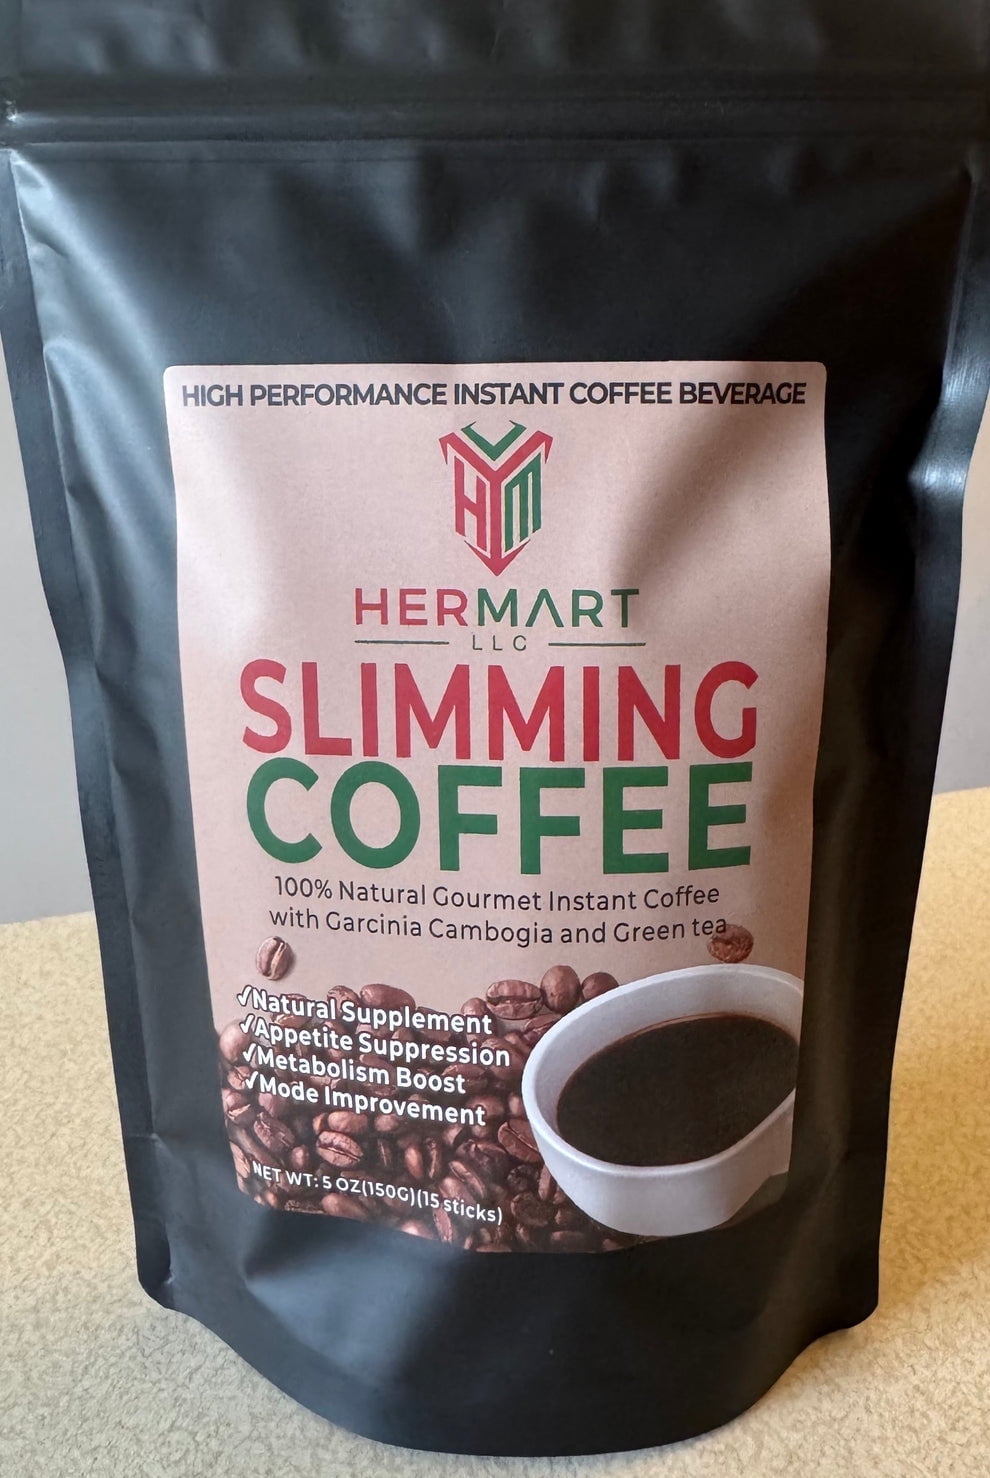 HIGH PERFORMANCE INSTANT COFFEE BEVERAGE
HYM
HERMART
LLC
SLIMMING
COFFEE
100% Natural Gourmet Instant Coffee
with Garcinia Cambogia and Green tea
✓Natural Supplement
✓Appetite Suppression
✓Metabolism Boost
✓Mode Improvement
NET WT: 5 OZ(150G)(15 sticks)